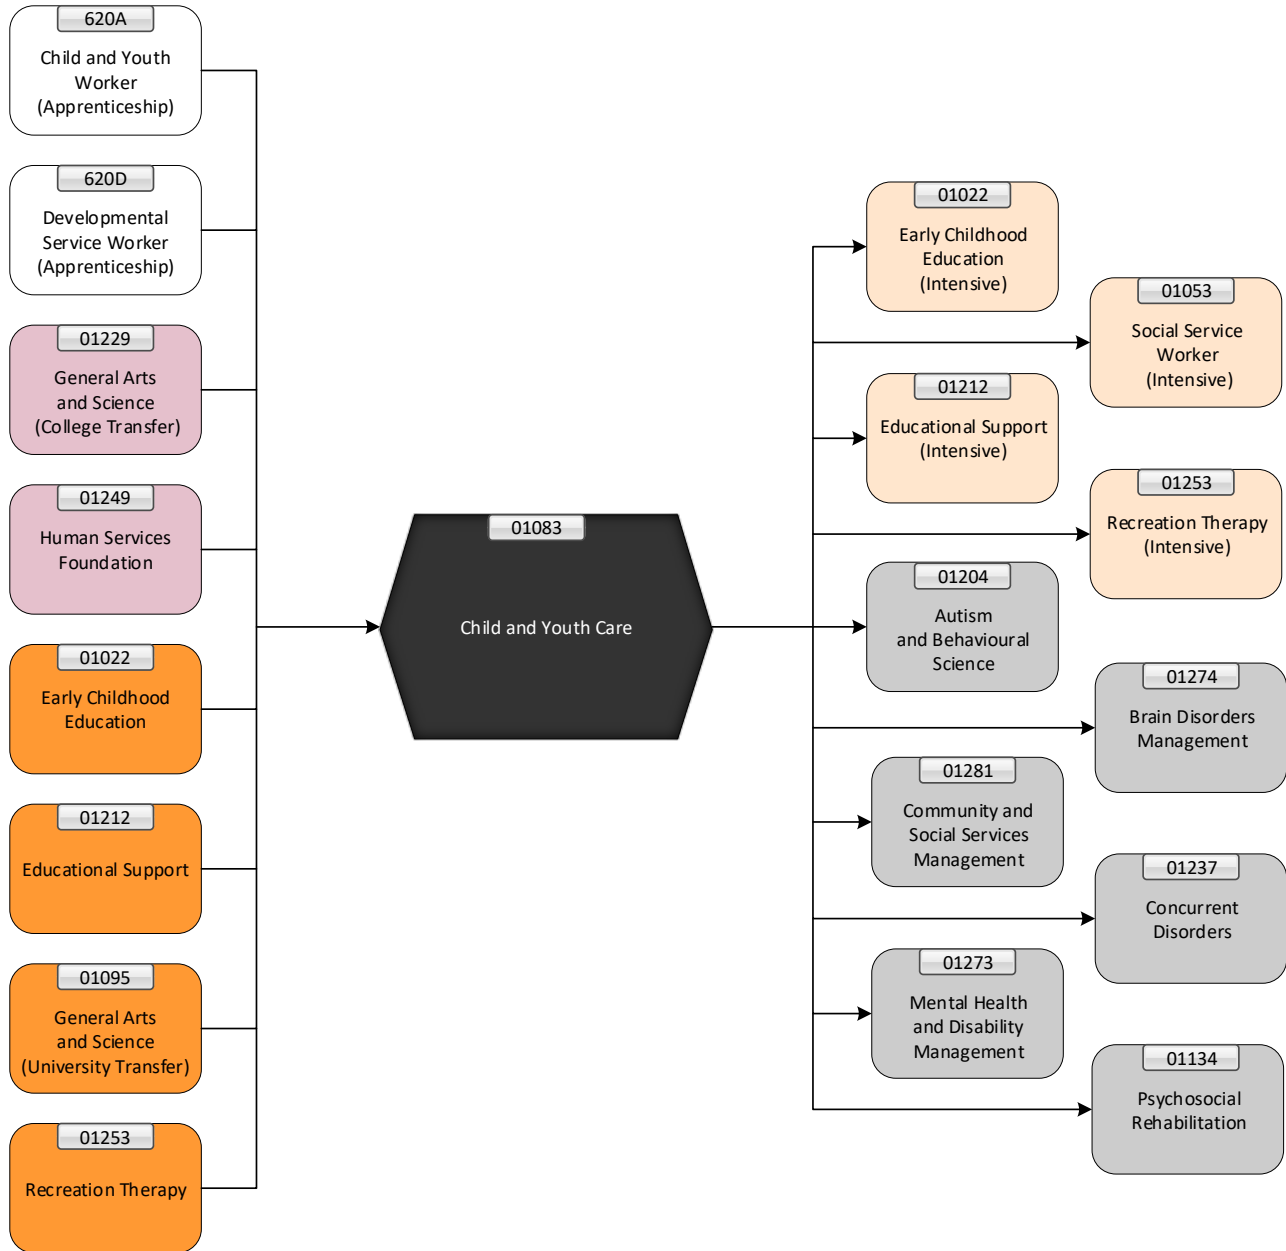 620A
Child and Youth
Worker
(Apprenticeship)
620D
Developmental
Service Worker
(Apprenticeship)
01229
General Arts
and Science
(College Transfer)
01249
Human Services
Foundation
01022
Early Childhood
Education
01212
Educational Support
01095
General Arts
and Science
(University Transfer)
01253
Recreation Therapy
01083
Child and Youth Care
01022
Early Childhood
Education
(Intensive)
01053
Social Service
Worker
(Intensive)
01212
Educational Support
(Intensive)
01253
Recreation Therapy
(Intensive)
01204
Autism
and Behavioural
Science
01274
Brain Disorders
Management
01281
Community and
Social Services
Management
01237
Concurrent
Disorders
01273
Mental Health
and Disability
Management
01134
Psychosocial
Rehabilitation